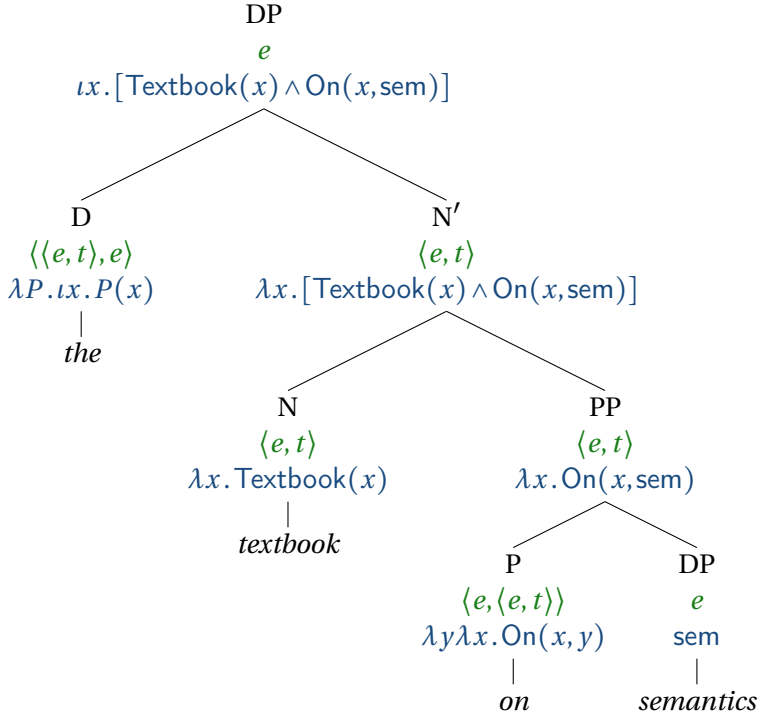 DP
e
ιx.[Textbook(x)∧On(x,sem)]
D N′
⟨⟨e,t⟩,e⟩ ⟨e,t⟩
λP.ιx.P(x) λx.[Textbook(x)∧On(x,sem)]
the
N PP
⟨e,t⟩ ⟨e,t⟩
λx.Textbook(x) λx.On(x,sem)
textbook
P DP
⟨e,⟨e,t⟩⟩ e
λyλx.On(x,y) sem
on semantics